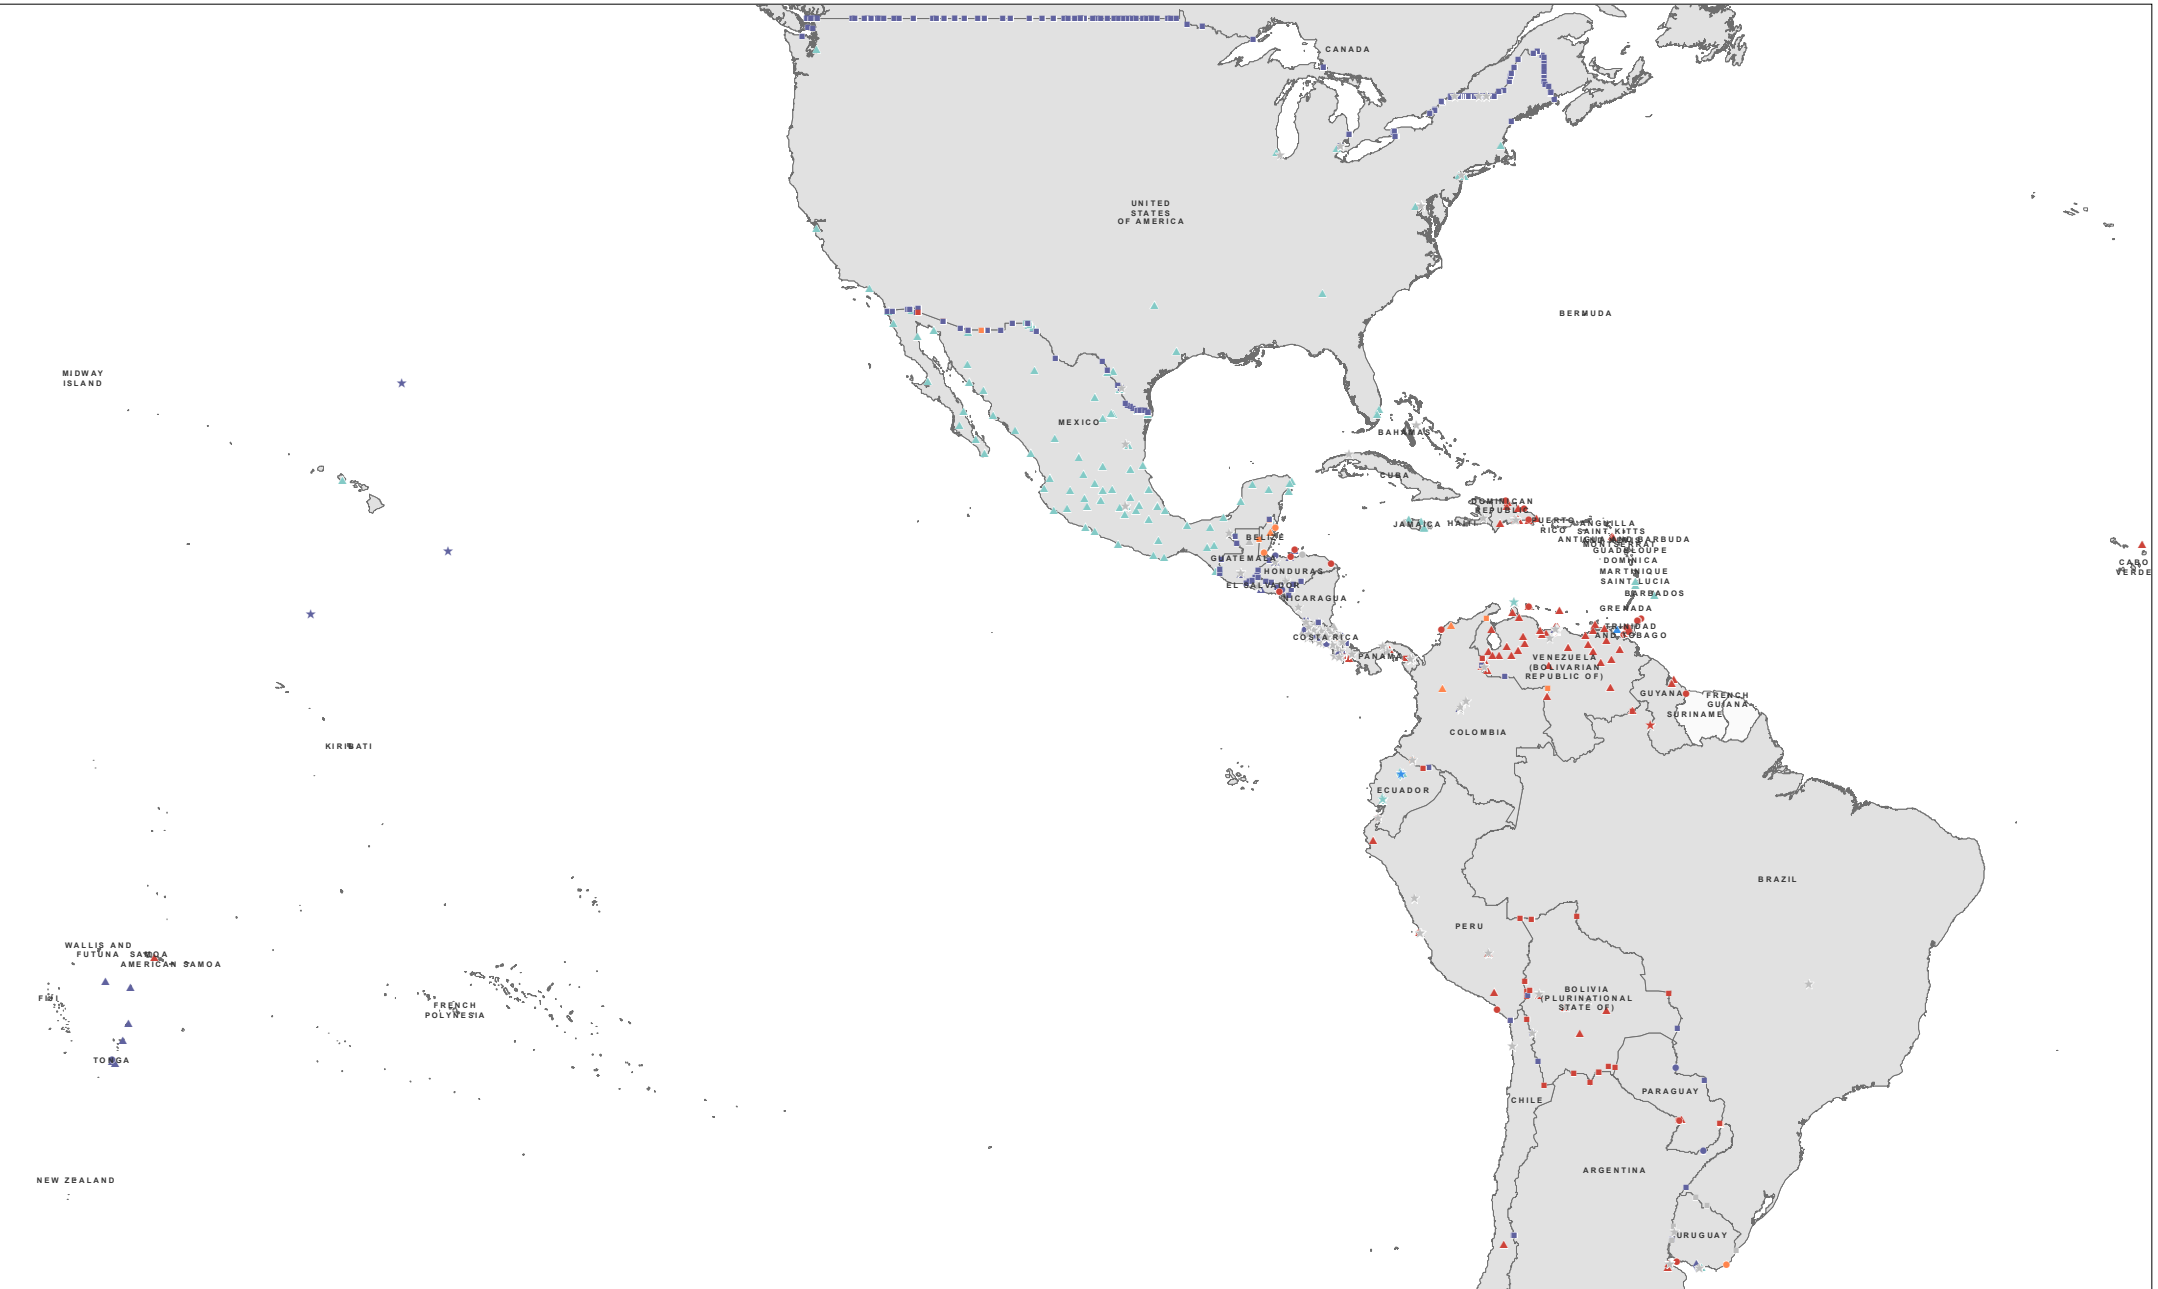 CANADA
UNITED
STATES
OF AMERICA
BERMUDA
MIDWAY
ISLAND
MEXICO
BAHAMAS
CUBA
DOMINICAN
REPUBLIC
JAMAICA
HAITI
PUERTO
RICO
ANGUILLA
SAINT KITTS
ANTIGUA AND BARBUDA
MONTSERRAT
GUADELOUPE
DOMINICA
MARTINIQUE
SAINT LUCIA
BARBADOS
GRENADA
TRINIDAD
AND TOBAGO
BELIZE
GUATEMALA
HONDURAS
EL SALVADOR
NICARAGUA
COSTA RICA
PANAMA
CABO
VERDE
VENEZUELA
(BOLIVARIAN
REPUBLIC OF)
GUYANA
FRENCH
GUIANA
SURINAME
COLOMBIA
KIRIBATI
ECUADOR
BRAZIL
PERU
WALLIS AND
FUTUNA
SAMOA
AMERICAN SAMOA
FIJI
FRENCH
POLYNESIA
BOLIVIA
(PLURINATIONAL
STATE OF)
TONGA
PARAGUAY
CHILE
ARGENTINA
NEW ZEALAND
URUGUAY